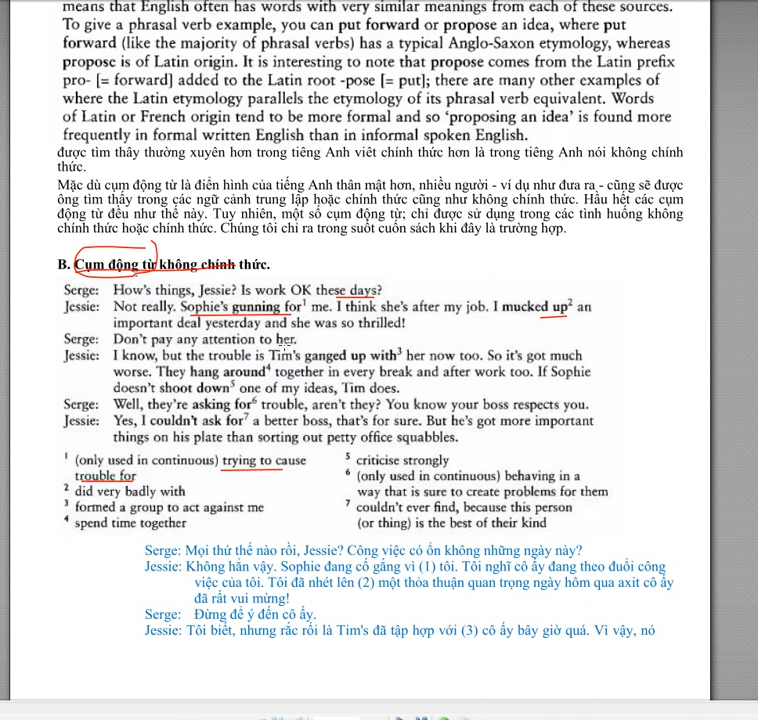 means that English often has words with very similar meanings from each of these sources.
To give a phrasal verb example, you can put forward or propose an idea, where put
forward (like the majority of phrasal verbs) has a typical Anglo-Saxon etymology, whereas
propose is of Latin origin. It is interesting to note that propose comes from the Latin prefix
pro- [= forward] added to the Latin root -pose [= put]; there are many other examples of
where the Latin etymology parallels the etymology of its phrasal verb equivalent. Words
of Latin or French origin tend to be more formal and so ‘proposing an idea’ is found more
frequently in formal written English than in informal spoken English.
được tìm thấy thường xuyên hơn trong tiếng Anh viết chính thức hơn là trong tiếng Anh nói không chính
thức.
Mặc dù cụm động từ là điển hình của tiếng Anh thân mật hơn, nhiều người - ví dụ như đưa ra - cũng sẽ được
ông tìm thấy trong các ngữ cảnh trung lập hoặc chính thức cũng như không chính thức. Hầu hết các cụm
động từ đều như thế này. Tuy nhiên, một số cụm động từ; chỉ được sử dụng trong các tình huống không
chính thức hoặc chính thức. Chúng tôi chỉ ra trong suốt cuốn sách khi đây là trường hợp.
B. Cụm động từ không chính thức.
Serge: How’s things, Jessie? Is work OK these days?
Jessie: Not really. Sophie’s gunning for¹ me. I think she’s after my job. I mucked up² an
important deal yesterday and she was so thrilled!
Serge: Don’t pay any attention to her.
Jessie: I know, but the trouble is Tim’s ganged up with³ her now too. So it’s got much
worse. They hang around⁴ together in every break and after work too. If Sophie
doesn’t shoot down⁵ one of my ideas, Tim does.
Serge: Well, they’re asking for⁶ trouble, aren’t they? You know your boss respects you.
Jessie: Yes, I couldn’t ask for⁷ a better boss, that’s for sure. But he’s got more important
things on his plate than sorting out petty office squabbles.
¹ (only used in continuous) trying to cause
trouble for
² did very badly with
³ formed a group to act against me
⁴ spend time together
⁵ criticise strongly
⁶ (only used in continuous) behaving in a
way that is sure to create problems for them
⁷ couldn’t ever find, because this person
(or thing) is the best of their kind
Serge: Mọi thứ thế nào rồi, Jessie? Công việc có ổn không những ngày này?
Jessie: Không hẳn vậy. Sophie đang cố gắng vì (1) tôi. Tôi nghĩ cô ấy đang theo đuổi công
việc của tôi. Tôi đã nhét lên (2) một thỏa thuận quan trọng ngày hôm qua axit cô ấy
đã rất vui mừng!
Serge: Đừng để ý đến cô ấy.
Jessie: Tôi biết, nhưng rắc rối là Tim's đã tập hợp với (3) cô ấy bây giờ quá. Vì vậy, nó